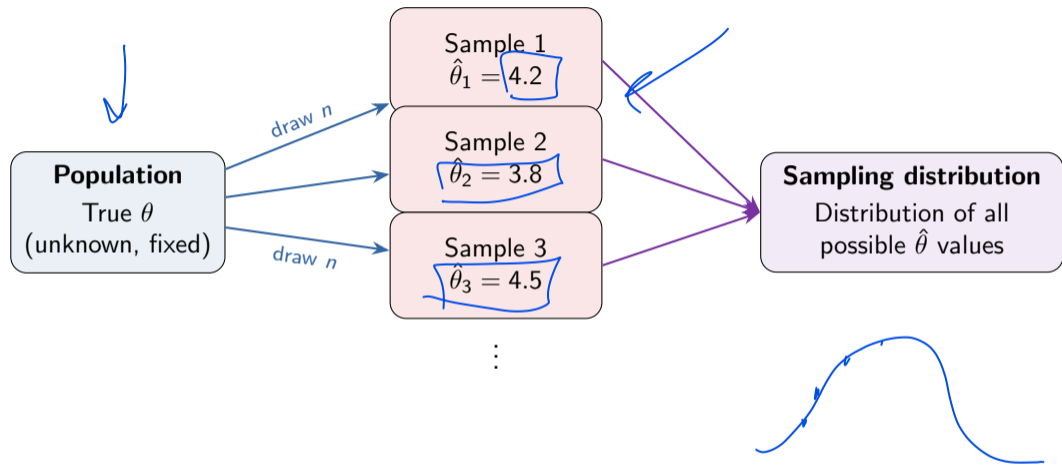 Population
True θ
(unknown, fixed)
draw n
draw n
Sample 1
θ̂₁ = 4.2
Sample 2
θ̂₂ = 3.8
Sample 3
θ̂₃ = 4.5
⋮
Sampling distribution
Distribution of all
possible θ̂ values